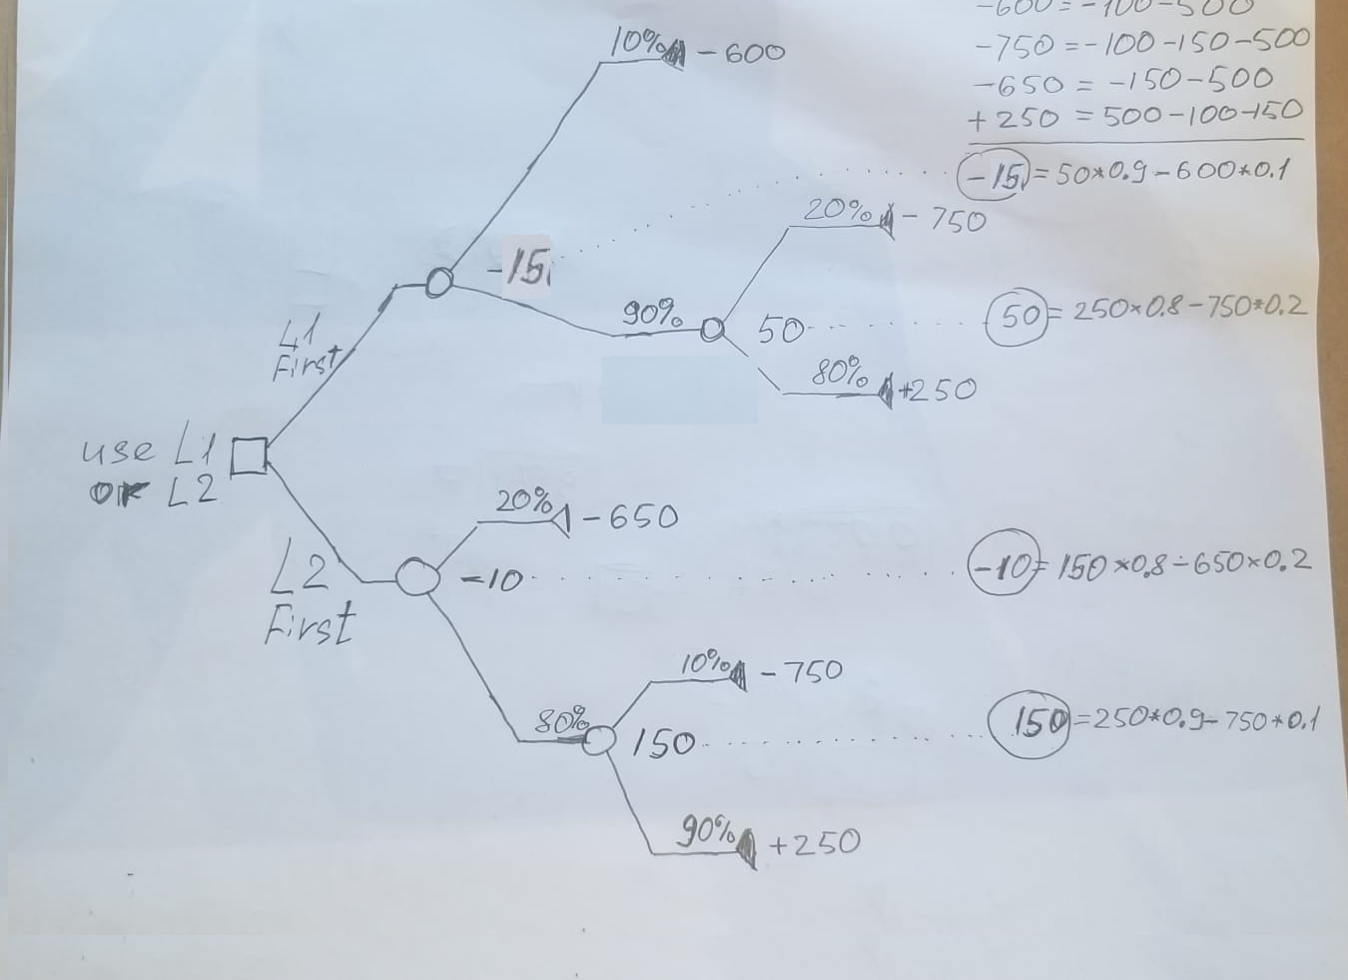 -600 = -100-500
-750 = -100-150-500
-650 = -150-500
+250 = 500-100-150
10% -600
-15 = 50*0.9-600*0.1
20% -750
-15
90% 50
50 = 250×0.8-750*0.2
L1
First
80% +250
use L1
or L2
20% -650
L2
First
-10
-10 = 150×0.8-650×0.2
10% -750
80% 150
150 = 250*0.9-750*0.1
90% +250